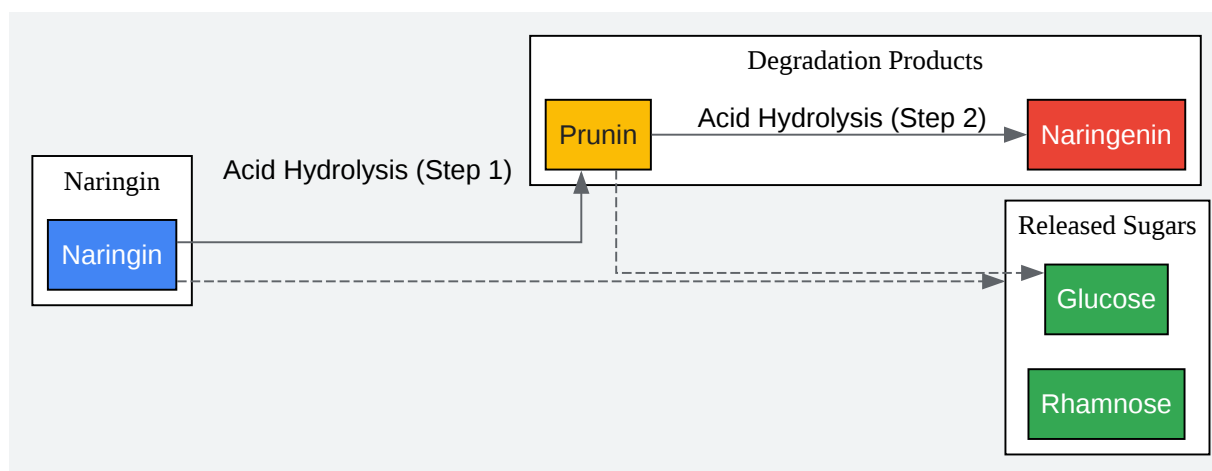 Degradation Products
Prunin
Acid Hydrolysis (Step 2)
Naringenin
Naringin
Acid Hydrolysis (Step 1)
Naringin
Released Sugars
Glucose
Rhamnose